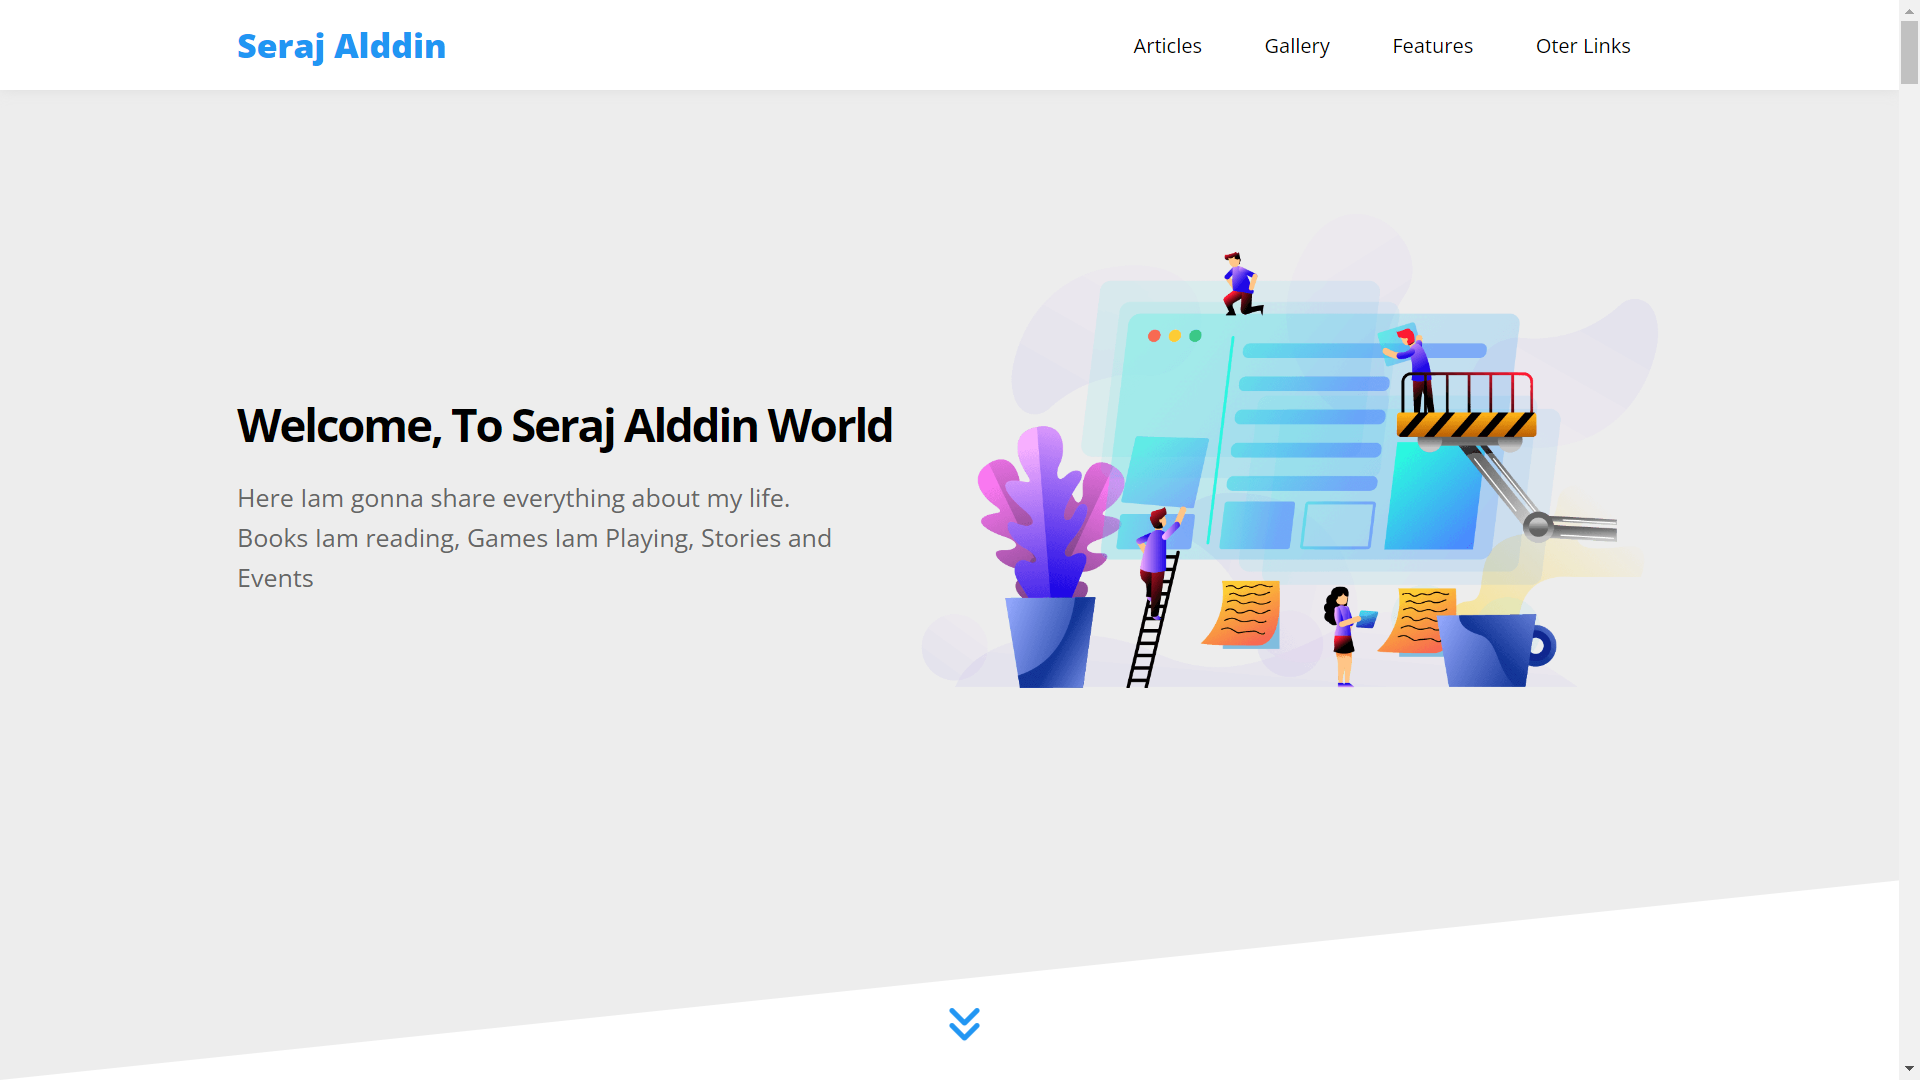 Seraj Alddin
Articles
Gallery
Features
Oter Links
Welcome, To Seraj Alddin World
Here Iam gonna share everything about my life.
Books Iam reading, Games Iam Playing, Stories and
Events